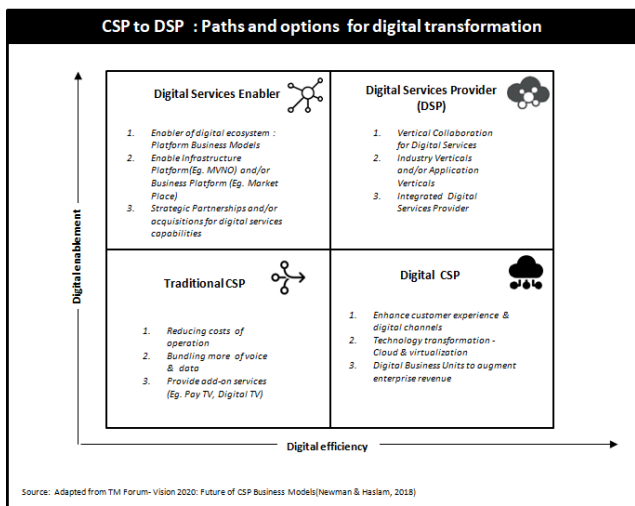 CSP to DSP : Paths and options for digital transformation
Digital enablement
Digital Services Enabler
1. Enabler of digital ecosystem :
Platform Business Models
2. Enable Infrastructure
Platform(Eg. MVNO) and/or
Business Platform (Eg. Market
Place)
3. Strategic Partnerships and/or
acquisitions for digital services
capabilities
Digital Services Provider
(DSP)
1. Vertical Collaboration
for Digital Services
2. Industry Verticals
and/or Application
Verticals
3. Integrated Digital
Services Provider
Traditional CSP
1. Reducing costs of
operation
2. Bundling more of voice
& data
3. Provide add-on services
(Eg. Pay TV, Digital TV)
Digital CSP
1. Enhance customer experience &
digital channels
2. Technology transformation -
Cloud & virtualization
3. Digital Business Units to augment
enterprise revenue
Digital efficiency
Source: Adapted from TM Forum- Vision 2020: Future of CSP Business Models(Newman & Haslam, 2018)